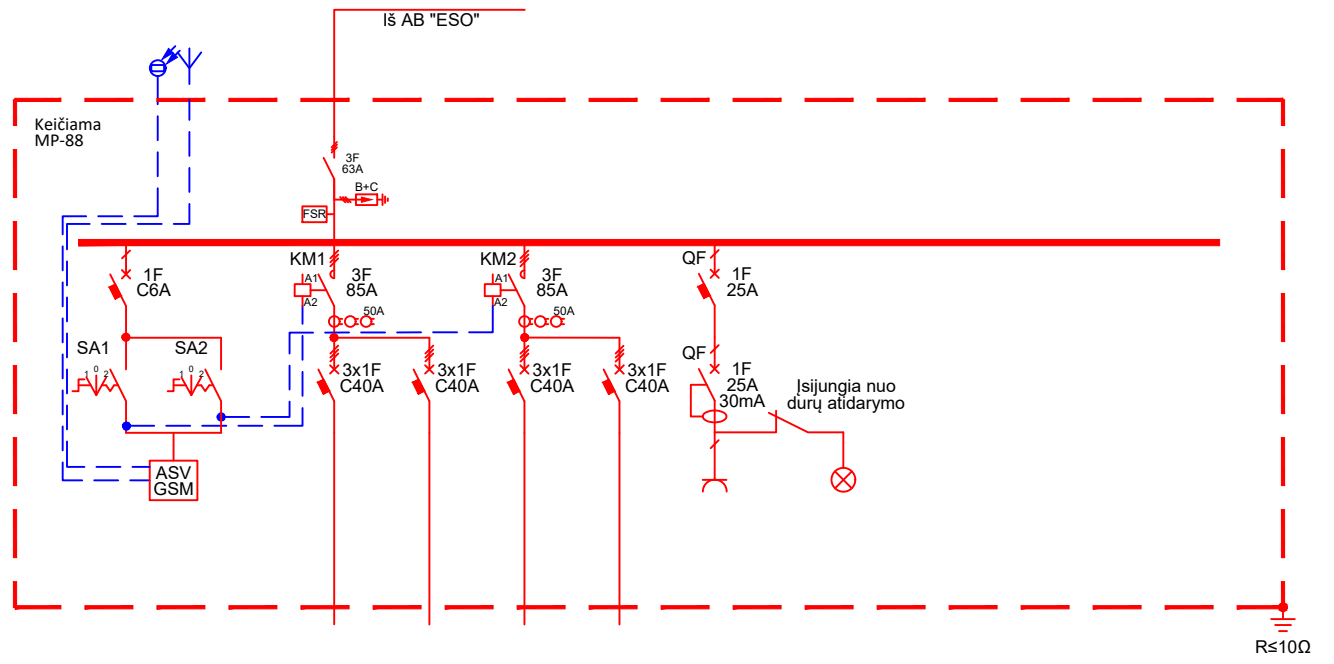 Iš AB "ESO"
Keičiama
MP-88
3F
63A
B+C
FSR
1F
C6A
KM1
A1
A2
3F
85A
50A
KM2
A1
A2
3F
85A
50A
QF
1F
25A
SA1
1 0 2
SA2
1 0 2
3x1F
C40A
3x1F
C40A
3x1F
C40A
3x1F
C40A
QF
1F
25A
30mA
Įsijungia nuo
durų atidarymo
ASV
GSM
R≤10Ω